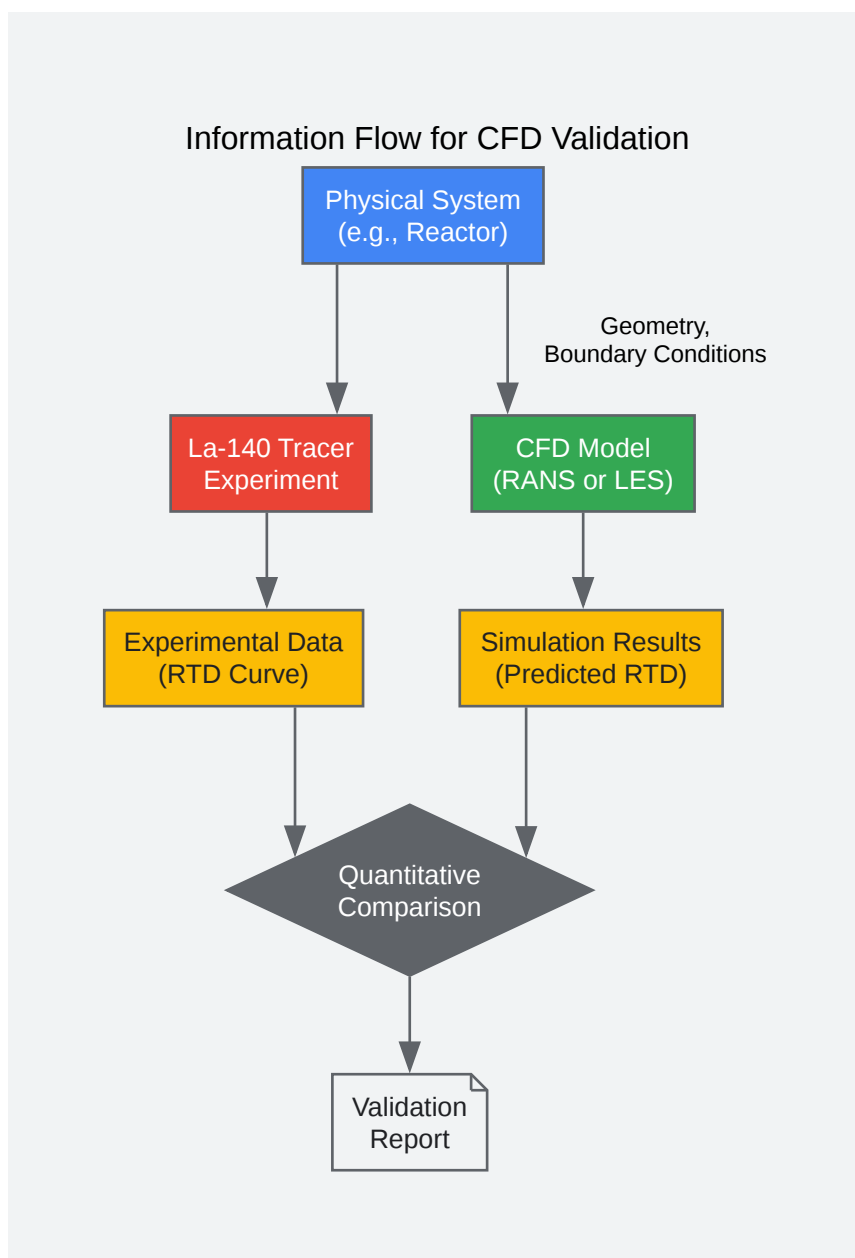 Information Flow for CFD Validation
Physical System
(e.g., Reactor)
Geometry,
Boundary Conditions
La-140 Tracer
Experiment
CFD Model
(RANS or LES)
Experimental Data
(RTD Curve)
Simulation Results
(Predicted RTD)
Quantitative
Comparison
Validation
Report